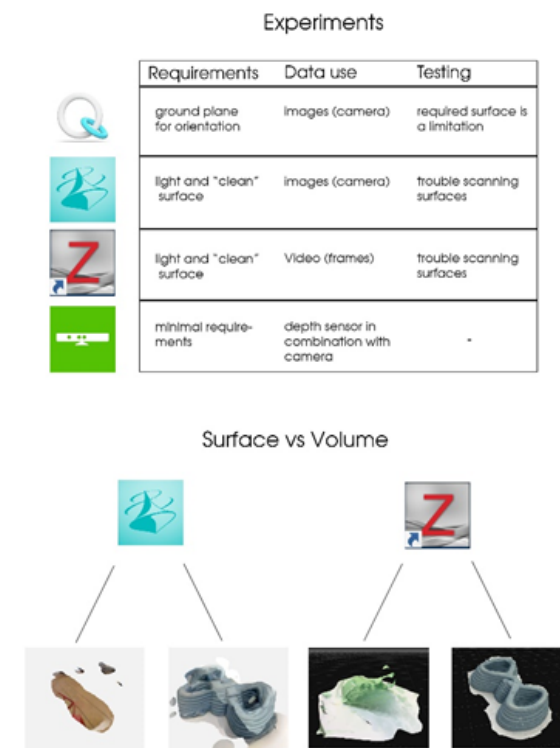 Experiments
Requirements Data use Testing
ground plane for orientation
images (camera)
required surface is a limitation
light and “clean” surface
images (camera)
trouble scanning surfaces
light and “clean” surface
Video (frames)
trouble scanning surfaces
minimal require-
ments
depth sensor in combination with camera
-
Surface vs Volume
Z
Z